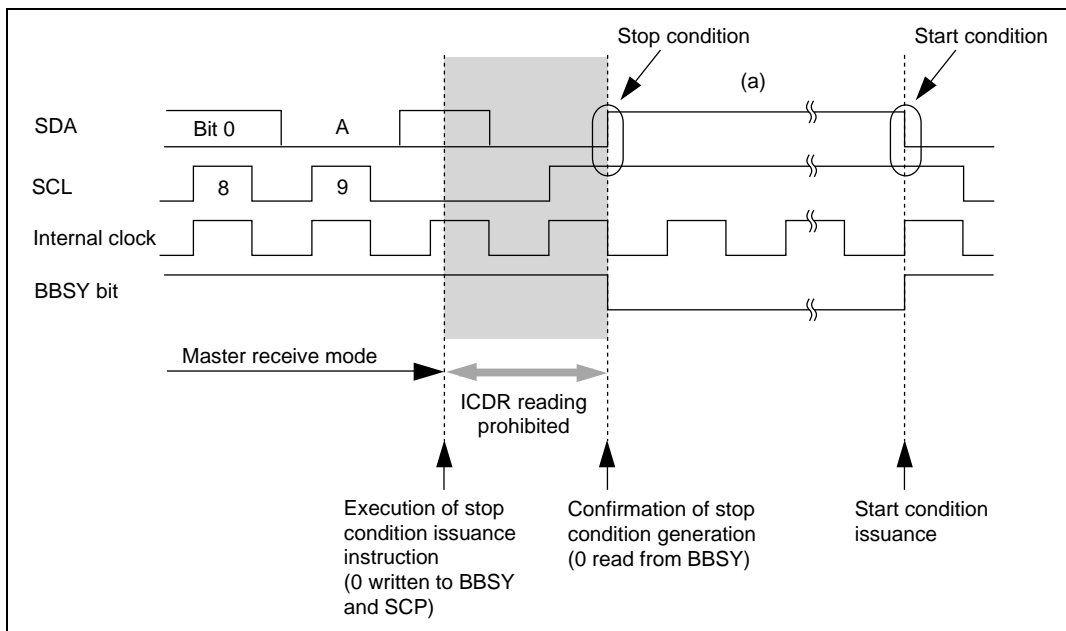 Stop condition
Start condition
(a)
SDA
Bit 0
A
SCL
8
9
Internal clock
BBSY bit
Master receive mode
ICDR reading
prohibited
Execution of stop
condition issuance
instruction
(0 written to BBSY
and SCP)
Confirmation of stop
condition generation
(0 read from BBSY)
Start condition
issuance